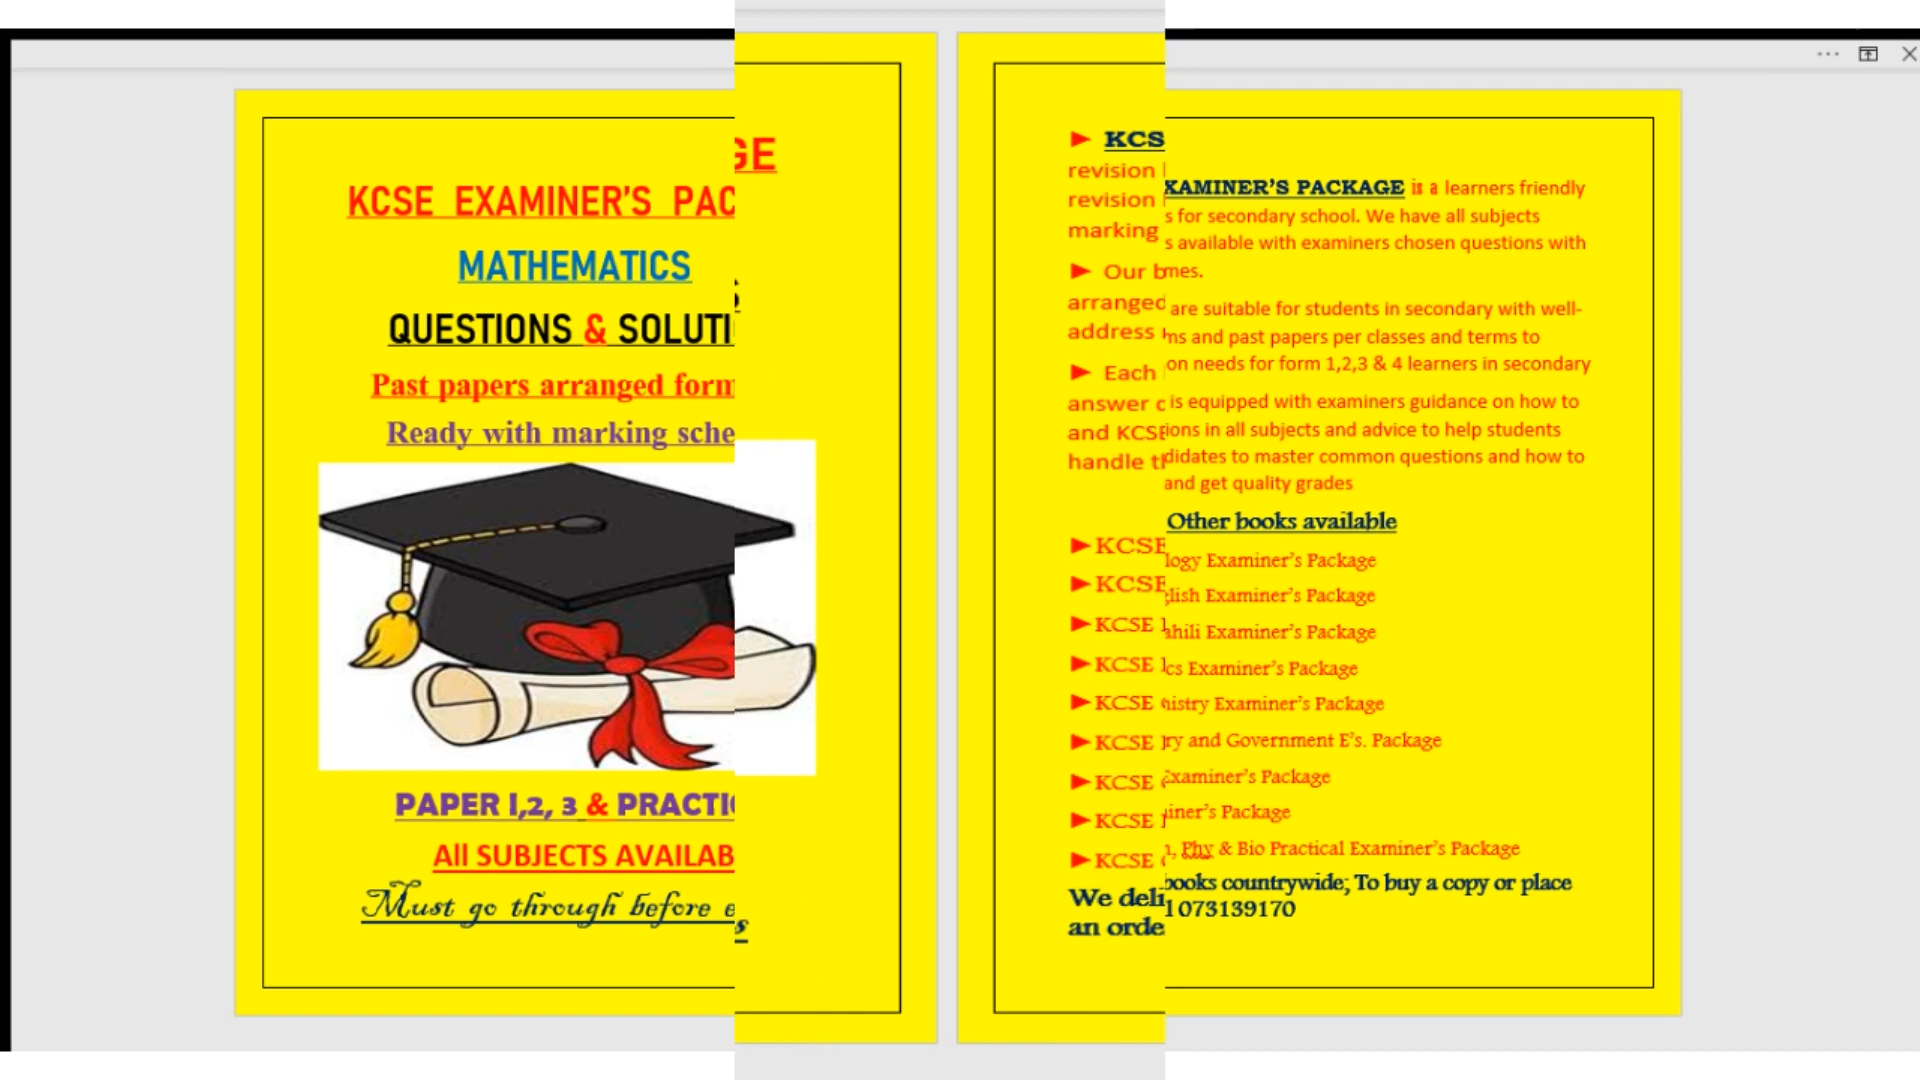 KCSE EXAMINER'S PAC
GE
MATHEMATICS
QUESTIONS & SOLUTI
Past papers arranged form
Ready with marking sche
PAPER 1,2, 3 & PRACTIC
All SUBJECTS AVAILAB
Must go through before e
s
► KCS
XAMINER'S PACKAGE is a learners friendly
revision
s for secondary school. We have all subjects
revision
s available with examiners chosen questions with
marking
mes.
► Our b
are suitable for students in secondary with well-
arranged
ms and past papers per classes and terms to
address
on needs for form 1,2,3 & 4 learners in secondary
► Each
is equipped with examiners guidance on how to
answer
ions in all subjects and advice to help students
and KCSE
didates to master common questions and how to
handle th
and get quality grades
Other books available
►KCSE
logy Examiner's Package
►KCSE
glish Examiner's Package
►KCSE
ahili Examiner's Package
►KCSE
cs Examiner's Package
►KCSE
nistry Examiner's Package
►KCSE
ry and Government E's. Package
►KCSE
Examiner's Package
►KCSE
iner's Package
►KCSE
, Phy & Bio Practical Examiner's Package
We deli
books countrywide; To buy a copy or place
an orde
1073139170